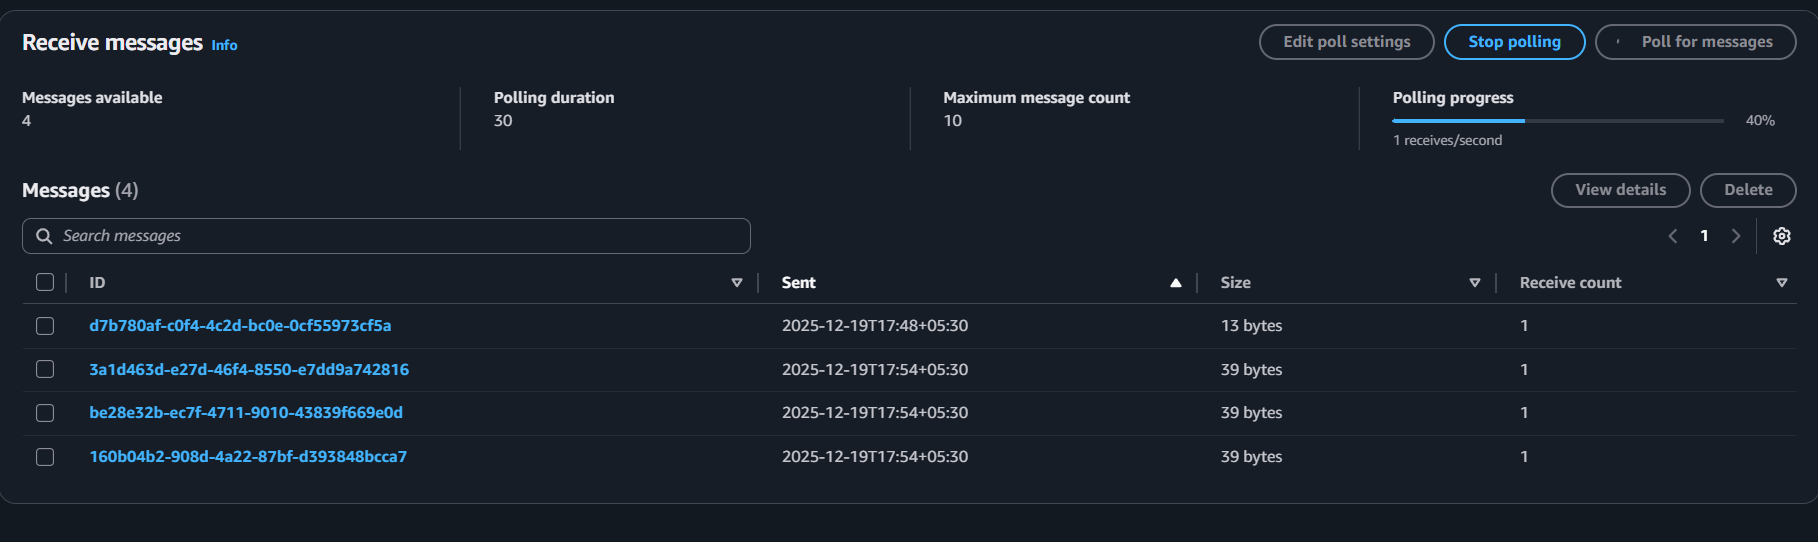 Receive messages Info
Edit poll settings Stop polling Poll for messages
Messages available Polling duration Maximum message count Polling progress
4 30 10 40%
1 receives/second
Messages (4)
View details Delete
Search messages
1
ID Sent Size Receive count
d7b780af-c0f4-4c2d-bc0e-0cf55973cf5a 2025-12-19T17:48+05:30 13 bytes 1
3a1d463d-e27d-46f4-8550-e7dd9a742816 2025-12-19T17:54+05:30 39 bytes 1
be28e32b-ec7f-4711-9010-43839f669e0d 2025-12-19T17:54+05:30 39 bytes 1
160b04b2-908d-4a22-87bf-d393848bcca7 2025-12-19T17:54+05:30 39 bytes 1